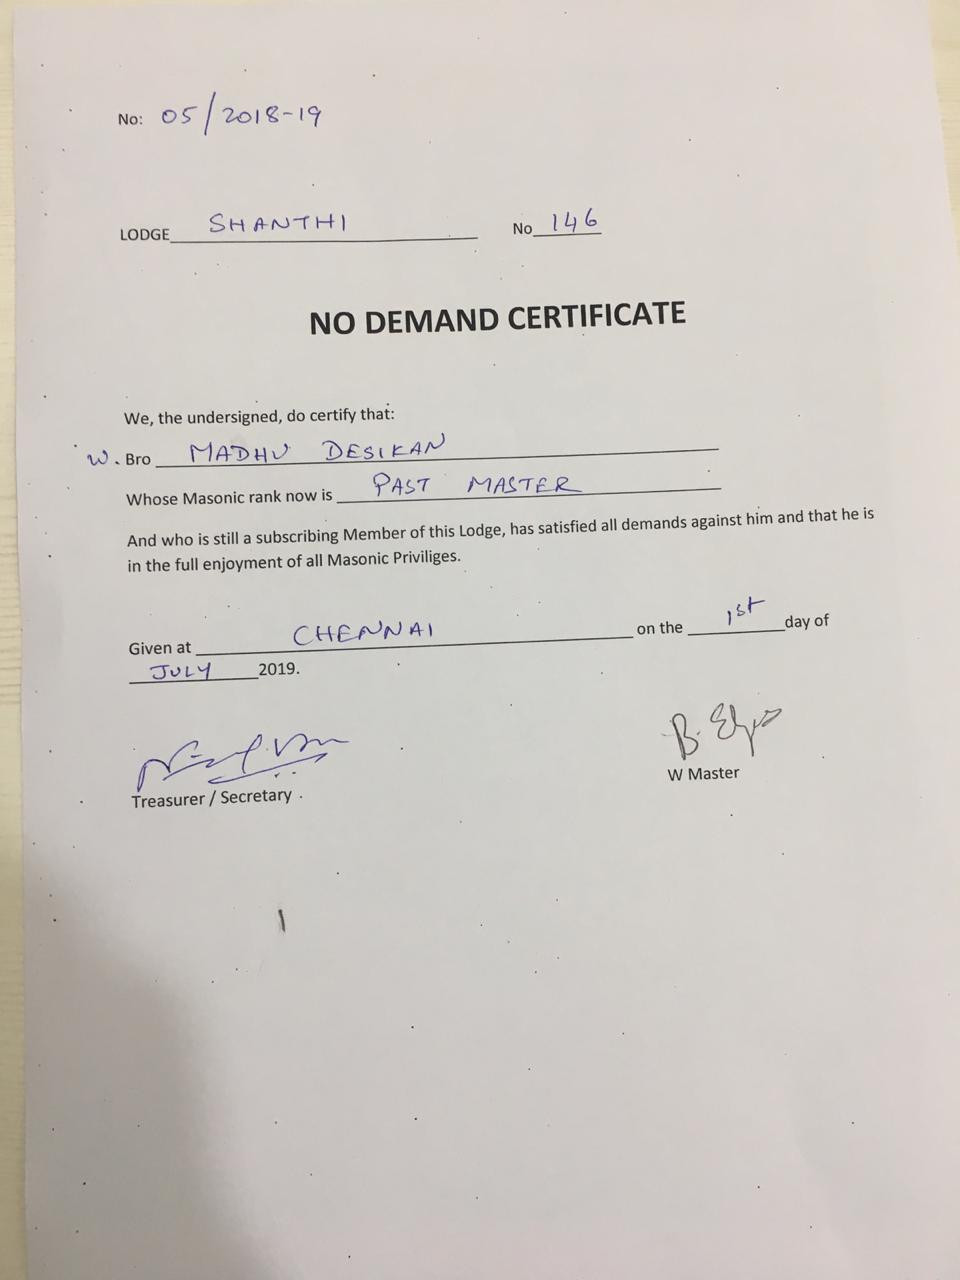 No: 05/2018-19
LODGE SHANTHI No 146
NO DEMAND CERTIFICATE
We, the undersigned, do certify that:
W. Bro MADHU DESIKAN
Whose Masonic rank now is PAST MASTER
And who is still a subscribing Member of this Lodge, has satisfied all demands against him and that he is
in the full enjoyment of all Masonic Priviliges.
Given at CHENNAI on the 1st day of
JULY 2019.
B.
Treasurer / Secretary .
W Master